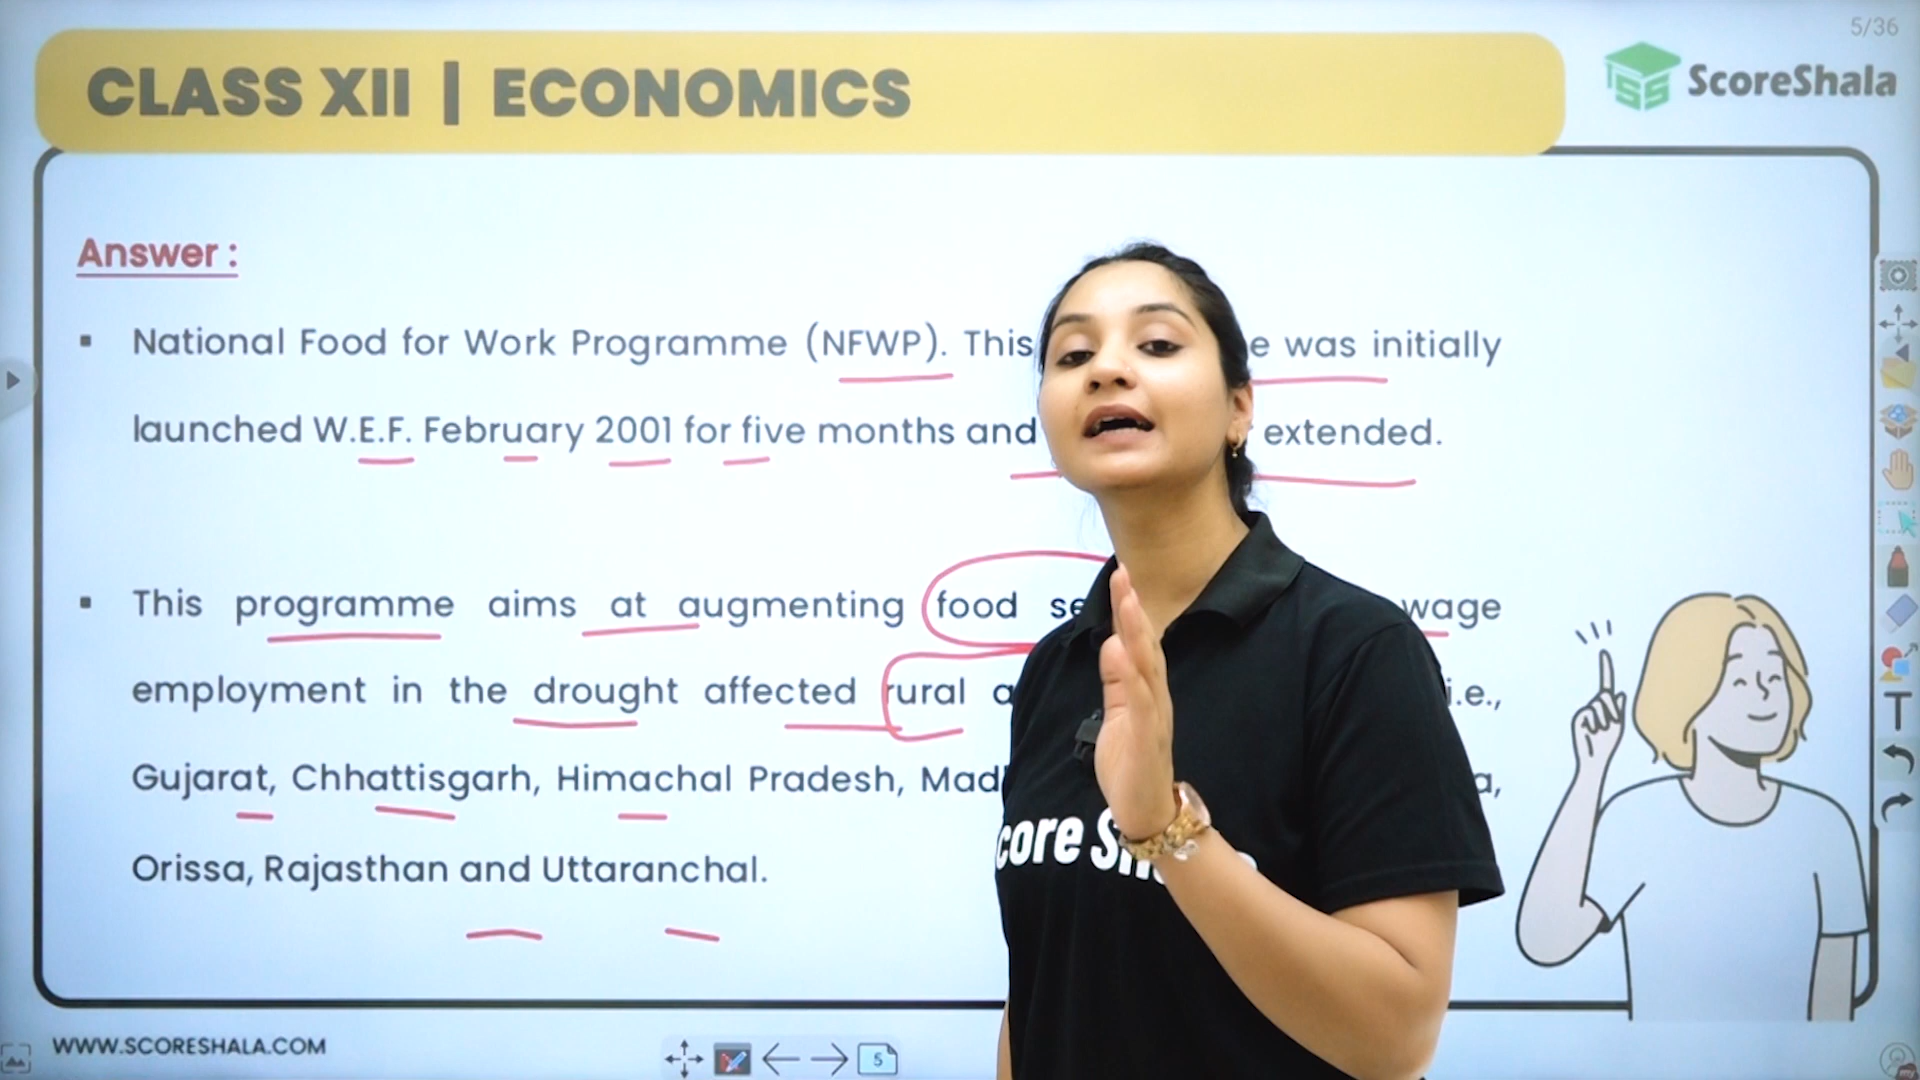 5/36
CLASS XII | ECONOMICS
ScoreShala
Answer :
▪ National Food for Work Programme (NFWP). This was initially
launched W.E.F. February 2001 for five months and extended.
▪ This programme aims at augmenting food wage
employment in the drought affected rural i.e.,
Gujarat, Chhattisgarh, Himachal Pradesh,
Orissa, Rajasthan and Uttaranchal.
core S
WWW.SCORESHALA.COM
5